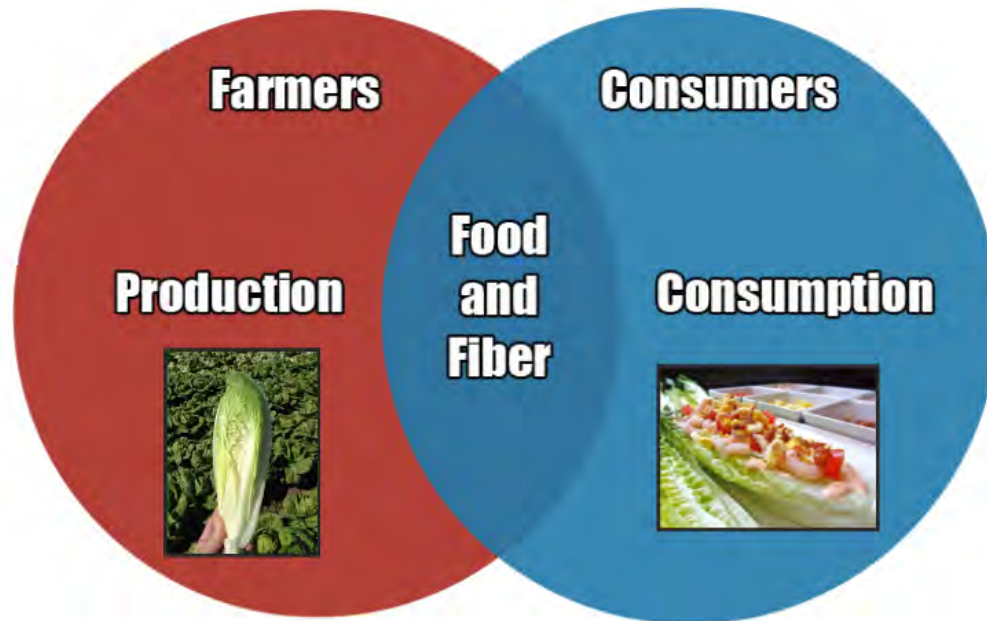 Farmers
Consumers
Food
and
Fiber
Production
Consumption